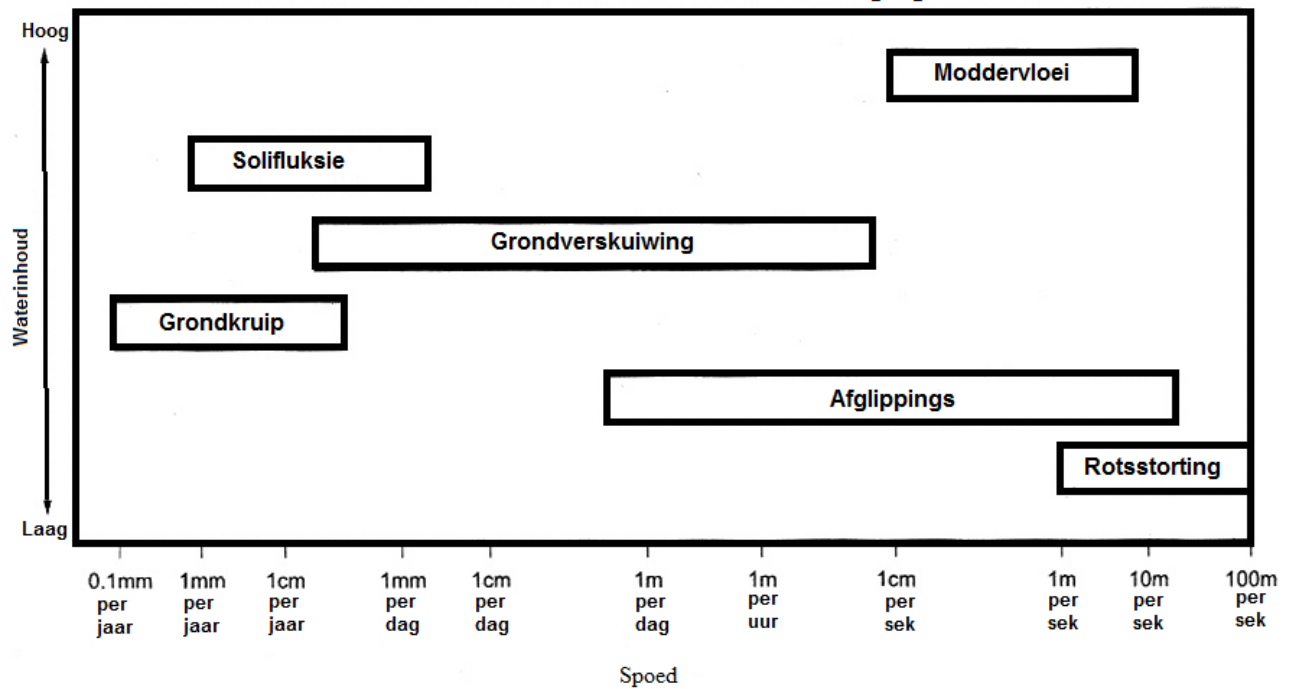 Hoog
Moddervloei
Solifluksie
Grondverskuiwing
Waterinhoud
Grondkruip
Afglippings
Rotsstorting
Laag
0.1mm per jaar
1mm per jaar
1cm per jaar
1mm per dag
1cm per dag
1m per dag
1m per uur
1cm per sek
1m per sek
10m per sek
100m per sek
Spoed